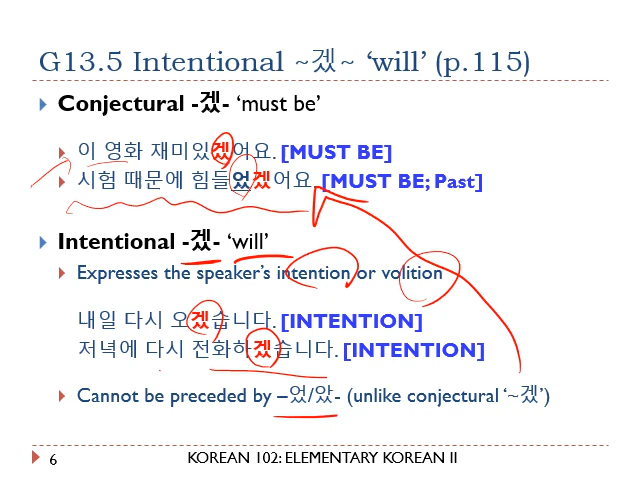 G13.5 Intentional ~겠~ ‘will’ (p.115)
Conjectural -겠- ‘must be’
이 영화 재미있겠어요. [MUST BE]
시험 때문에 힘들었겠어요. [MUST BE; Past]
Intentional -겠- ‘will’
Expresses the speaker’s intention or volition
내일 다시 오겠습니다. [INTENTION]
저녁에 다시 전화하겠습니다. [INTENTION]
Cannot be preceded by –었/았- (unlike conjectural ‘~겠’)
6
KOREAN 102: ELEMENTARY KOREAN II